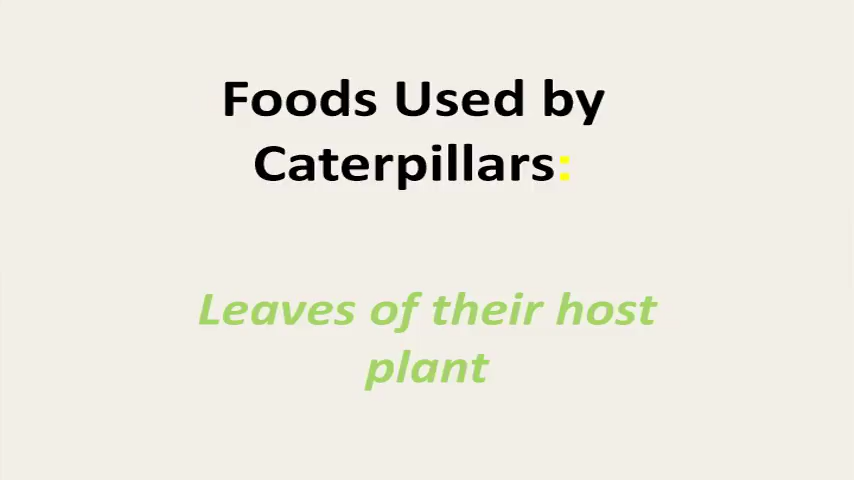 Foods Used by
Caterpillars:
Leaves of their host
plant